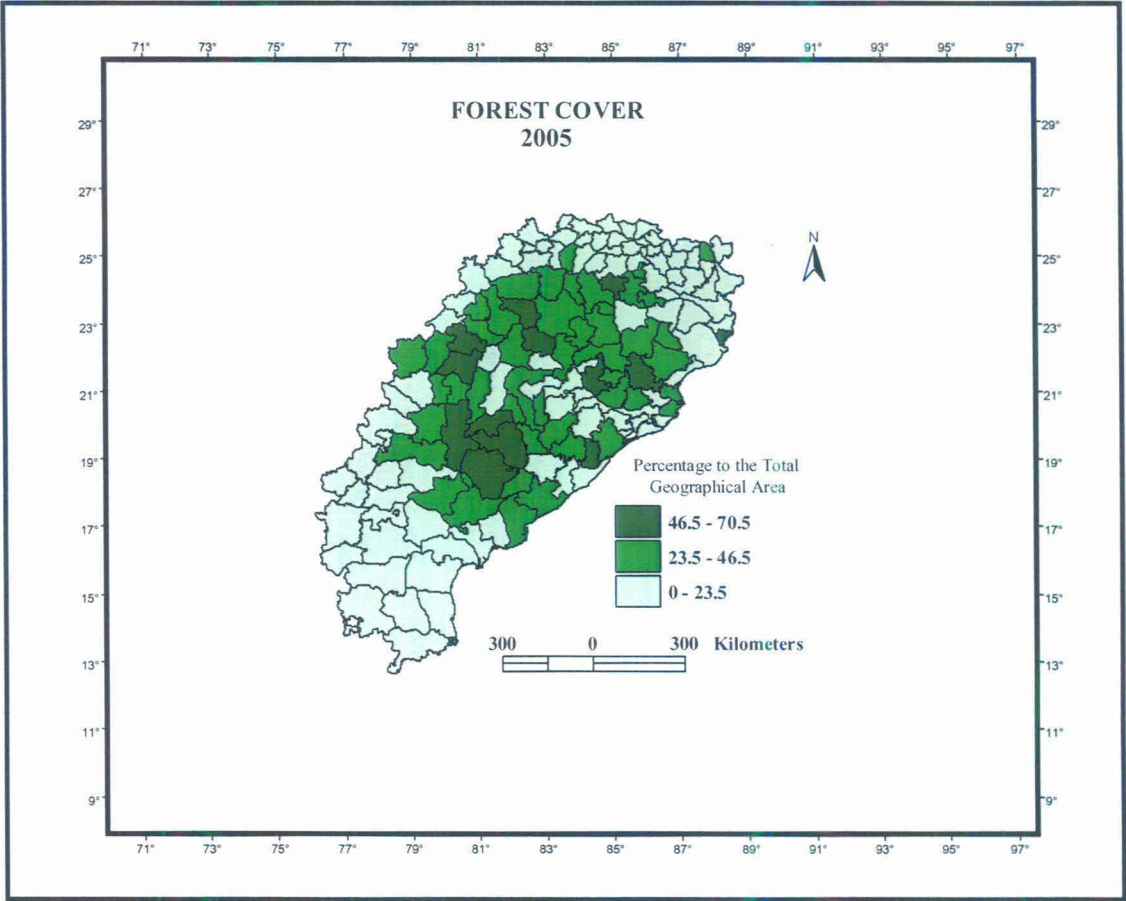 71° 73° 75° 77° 79° 81° 83° 85° 87° 89° 91° 93° 95° 97°
FOREST COVER
2005
29° 29°
27° 27°
N
25° 25°
23° 23°
21° 21°
19° 19°
Percentage to the Total
Geographical Area
46.5 - 70.5
17° 17°
23.5 - 46.5
0 - 23.5
15° 15°
300 0 300 Kilometers
13° 13°
11° 11°
9° 9°
71° 73° 75° 77° 79° 81° 83° 85° 87° 89° 91° 93° 95° 97°